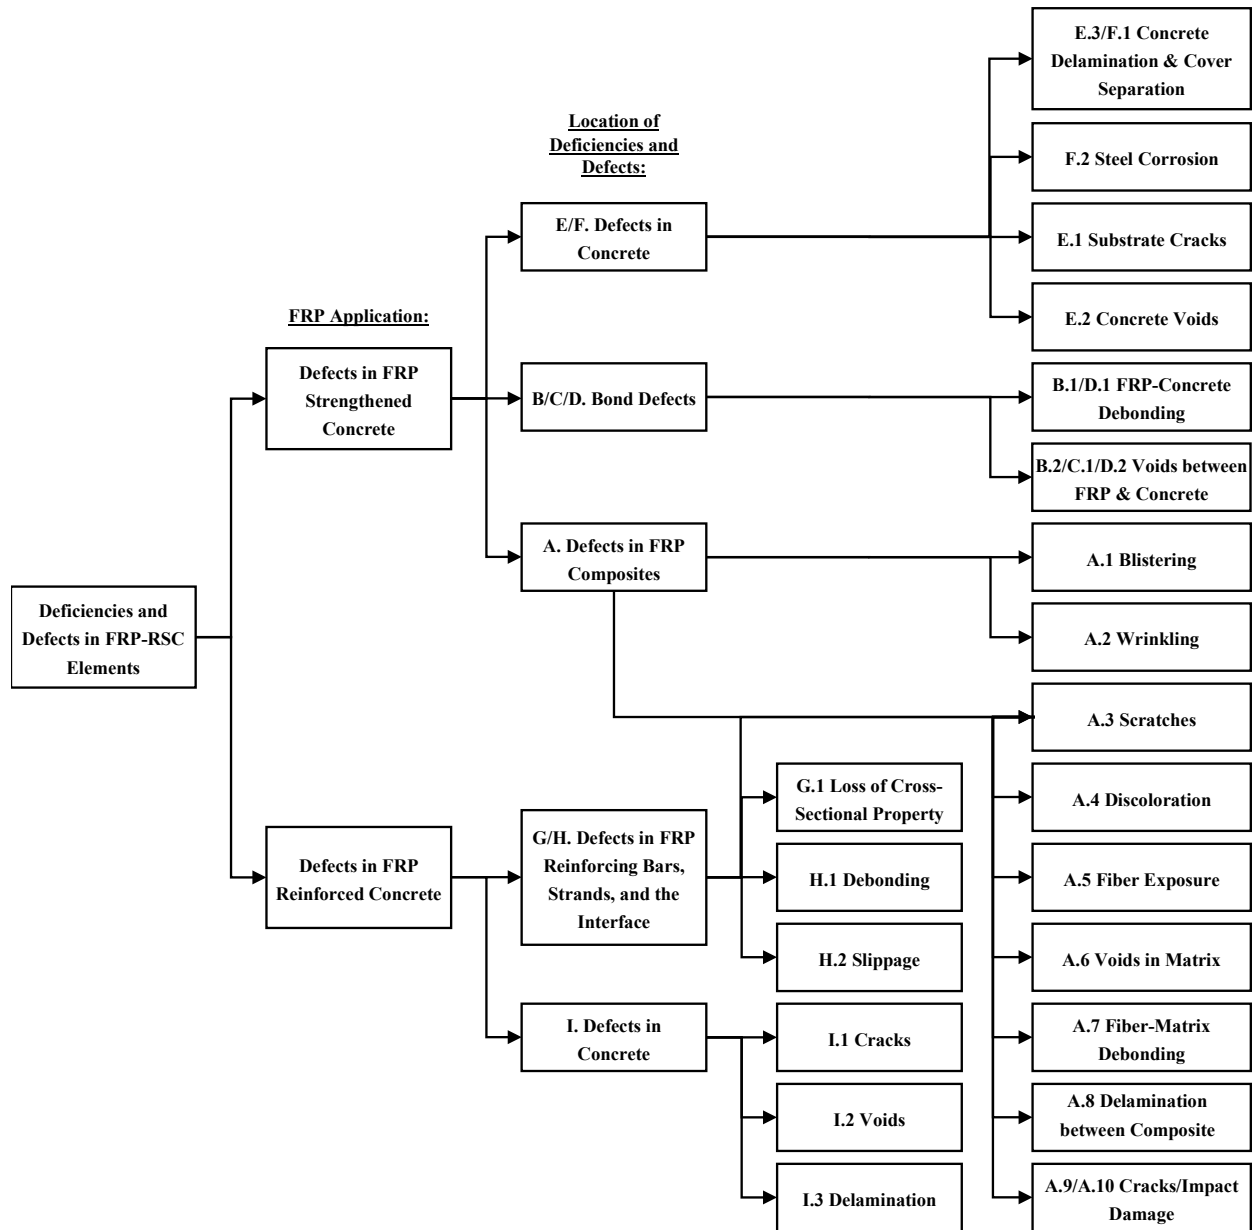 E.3/F.1 Concrete
Delamination & Cover
Separation
Location of
Deficiencies and
Defects:
F.2 Steel Corrosion
E/F. Defects in
Concrete
E.1 Substrate Cracks
FRP Application:
E.2 Concrete Voids
Defects in FRP
Strengthened
Concrete
B/C/D. Bond Defects
B.1/D.1 FRP-Concrete
Debonding
B.2/C.1/D.2 Voids between
FRP & Concrete
A. Defects in FRP
Composites
A.1 Blistering
Deficiencies and
Defects in FRP-RSC
Elements
A.2 Wrinkling
A.3 Scratches
G.1 Loss of Cross-
Sectional Property
A.4 Discoloration
Defects in FRP
Reinforced Concrete
G/H. Defects in FRP
Reinforcing Bars,
Strands, and the
Interface
H.1 Debonding
A.5 Fiber Exposure
H.2 Slippage
A.6 Voids in Matrix
I. Defects in
Concrete
I.1 Cracks
A.7 Fiber-Matrix
Debonding
I.2 Voids
A.8 Delamination
between Composite
I.3 Delamination
A.9/A.10 Cracks/Impact
Damage